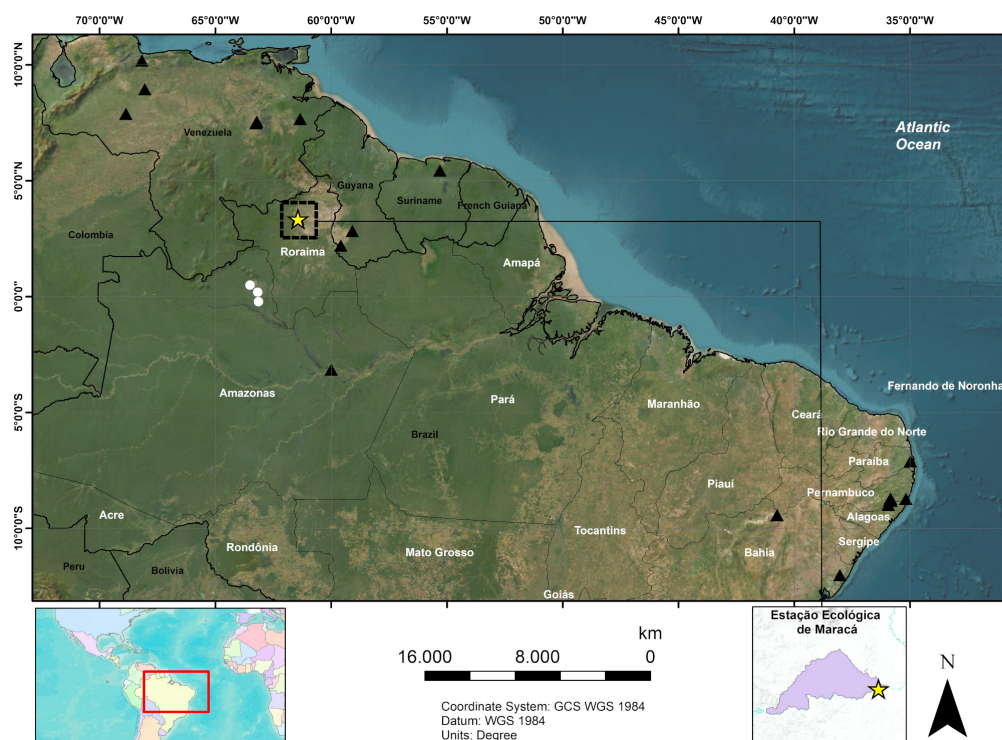 70°0'0"W 65°0'0"W 60°0'0"W 55°0'0"W 50°0'0"W 45°0'0"W 40°0'0"W 35°0'0"W
10°0'0"N
5°0'0"N
0°0'0"
5°0'0"S
10°0'0"S
Atlantic
Ocean
Venezuela
Guyana
Suriname
French Guiana
Colombia
Roraima
Amapá
Fernando de Noronha
Amazonas
Pará
Maranhão
Ceará
Rio Grande do Norte
Brazil
Paraíba
Piauí
Pernambuco
Acre
Alagoas
Tocantins
Sergipe
Rondônia
Mato Grosso
Bahia
Peru
Bolivia
Goiás
km
16.000 8.000 0
Coordinate System: GCS WGS 1984
Datum: WGS 1984
Units: Degree
Estação Ecológica
de Maracá
N